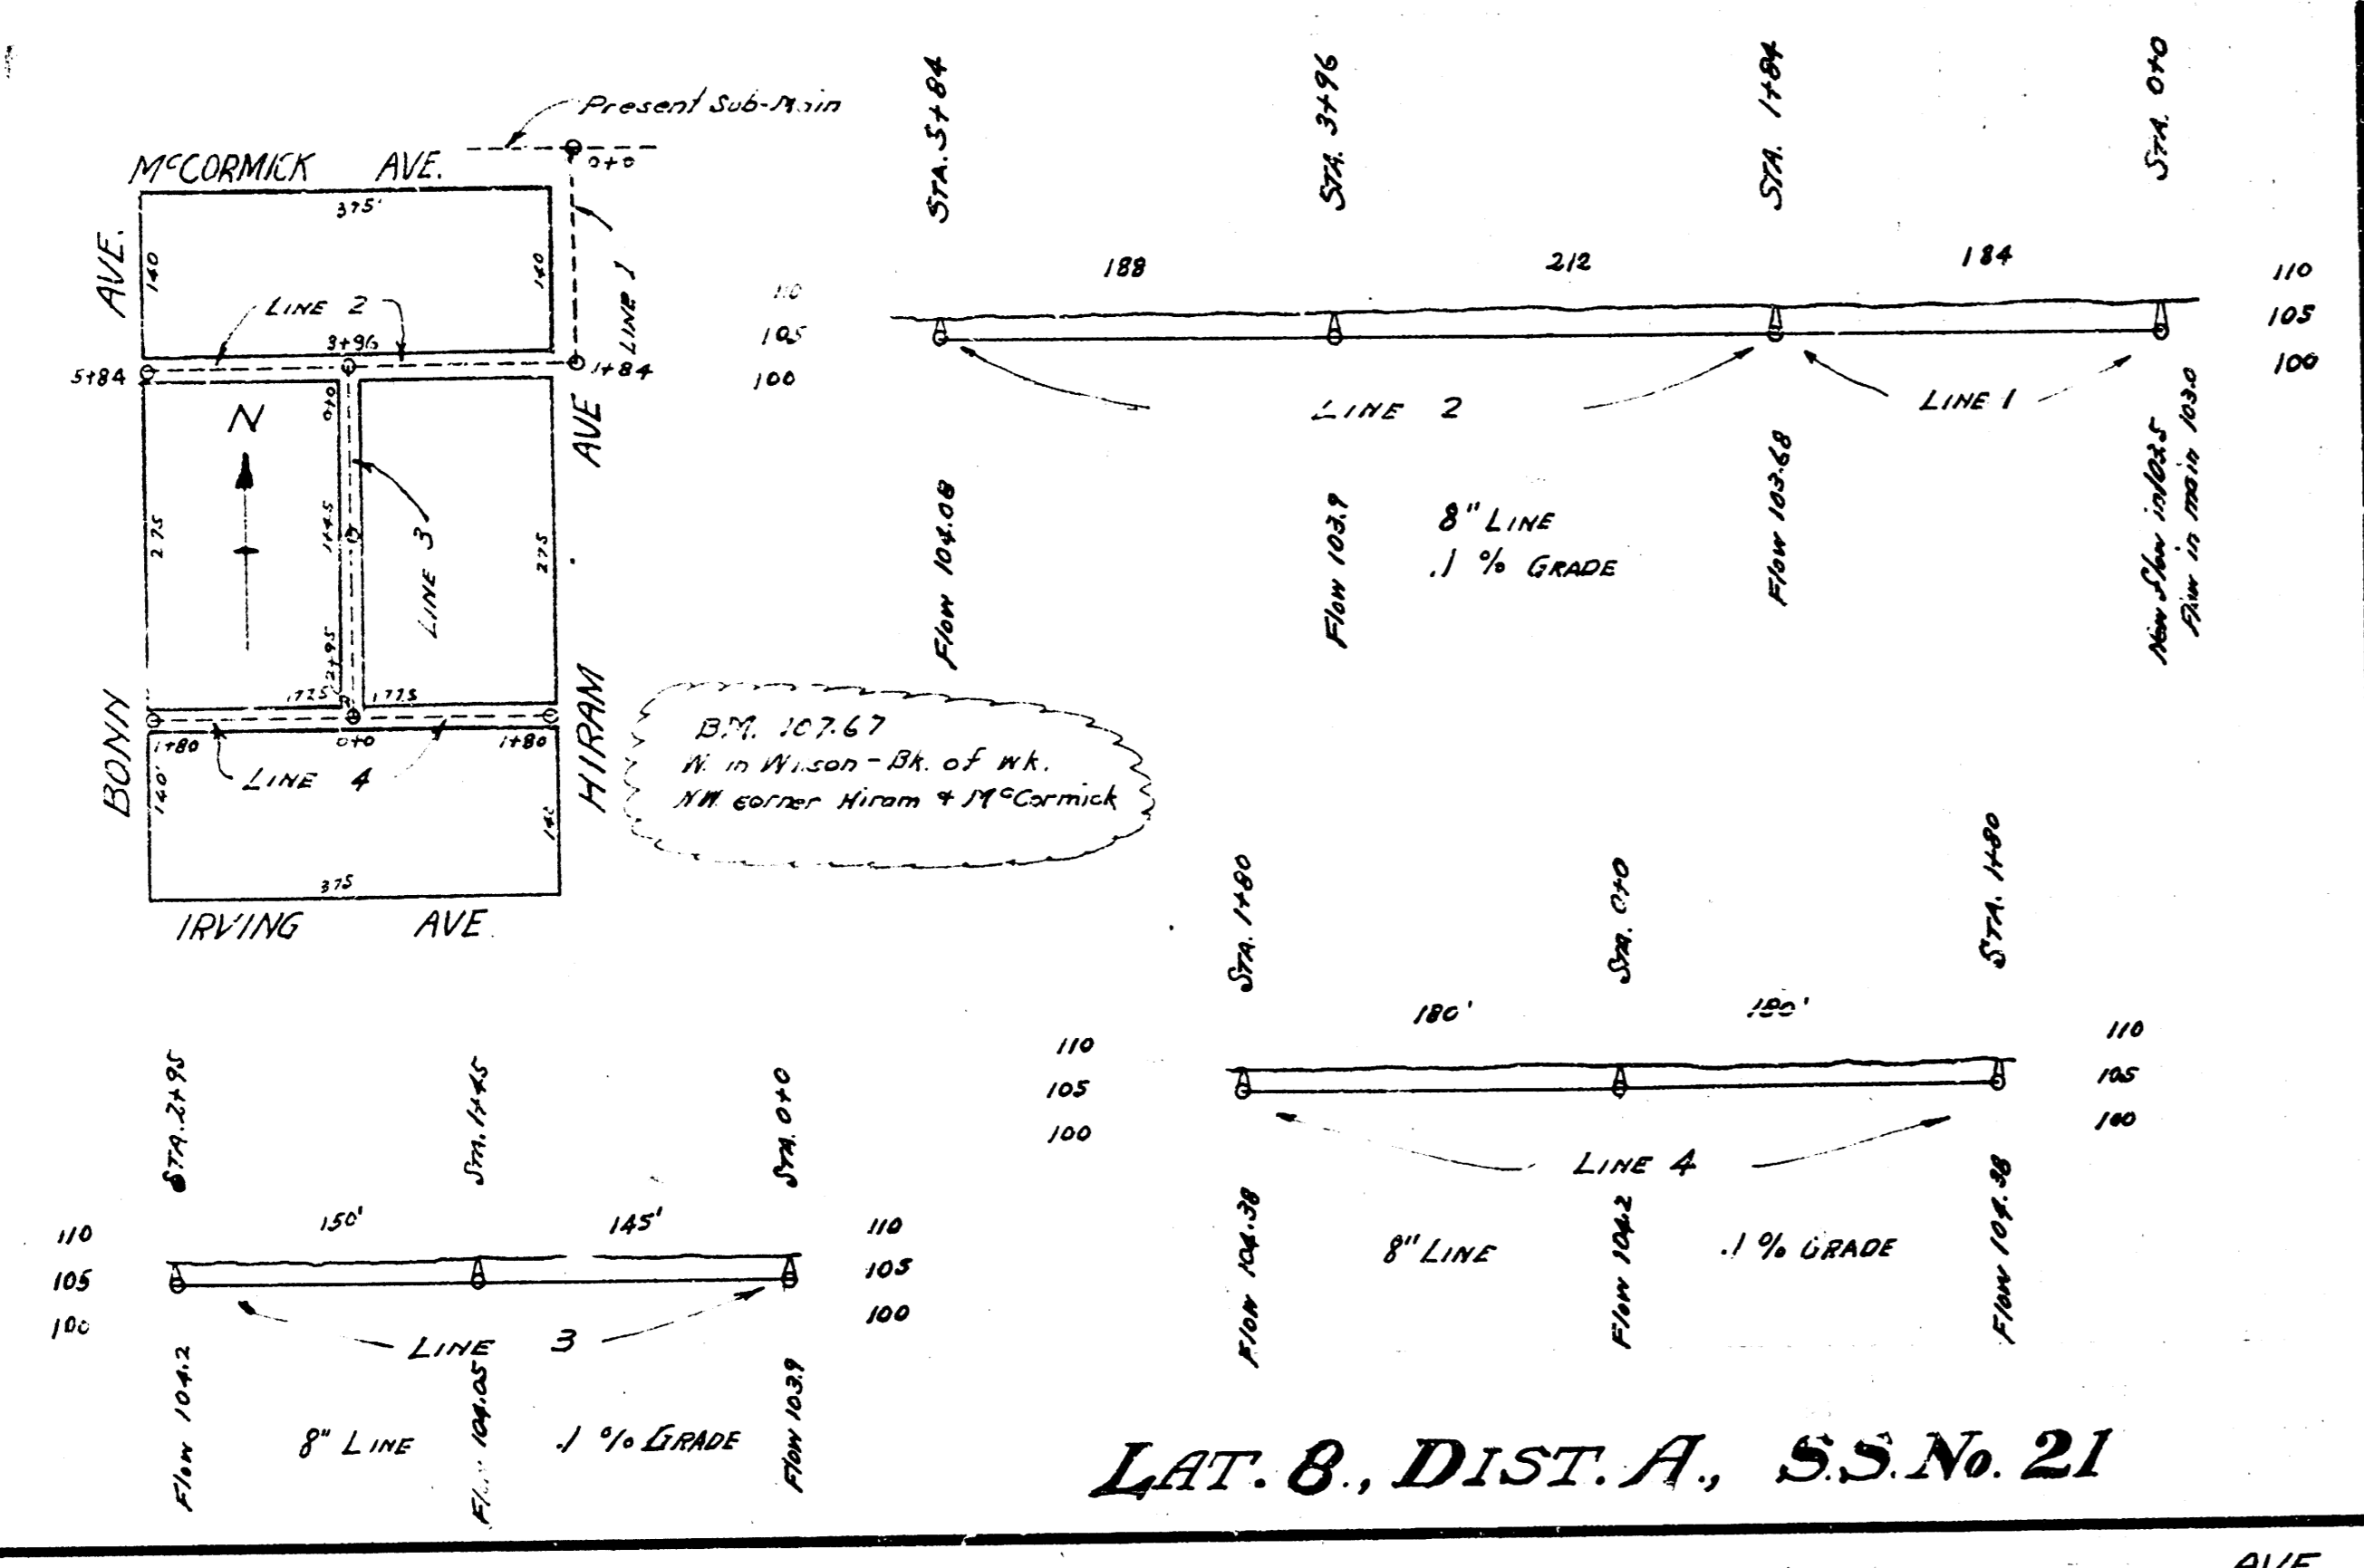 Present Sub-Main
0+0
McCORMICK AVE.
375'
140
140
AVE.
LINE 1
LINE 2
3+96
5+84
1+84
0+0
N
AVE
275
1+45
LINE 3
275
2+95
1775
1+80
0+0
1+80
LINE 4
BONN
HIRAM
140'
375
IRVING AVE.
B.M. 107.67
W. in Wilson - Bk. of wk.
NW. corner Hiram & McCormick
STA. 5+84
STA. 3+96
STA. 1+84
STA. 0+0
188
212
184
110
105
100
110
105
100
LINE 2
LINE 1
Flow 104.08
Flow 103.9
Flow 103.68
Flow in main 103.0
8" LINE
.1 % GRADE
STA. 1+80
STA. 0+0
STA. 1+80
180'
180'
110
105
100
110
105
100
LINE 4
Flow 104.38
8" LINE
Flow 104.2
.1 % GRADE
Flow 104.38
STA. 2+95
STA. 1+45
STA. 0+0
150'
145'
110
105
100
110
105
100
LINE 3
Flow 104.2
8" LINE
104.05
.1 % GRADE
Flow 103.9
LAT. 8., DIST. A., S.S. No. 21
AVE